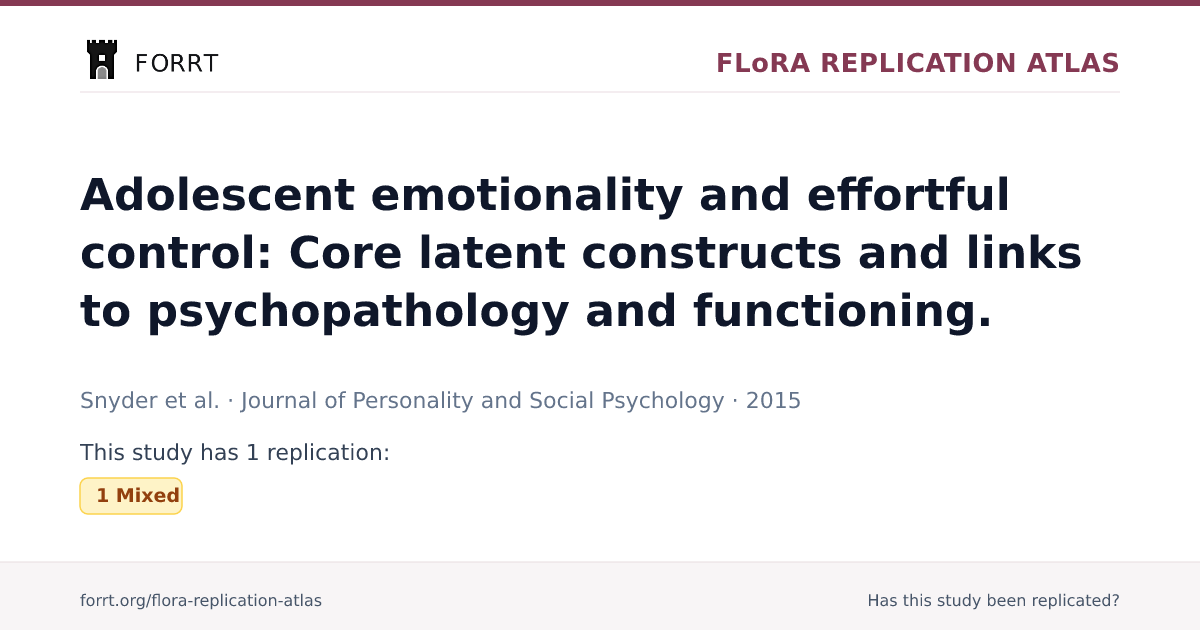 FORRT
FLoRA REPLICATION ATLAS
Adolescent emotionality and effortful
control: Core latent constructs and links
to psychopathology and functioning.
Snyder et al. · Journal of Personality and Social Psychology · 2015
This study has 1 replication:
1 Mixed
forrt.org/flora-replication-atlas
Has this study been replicated?